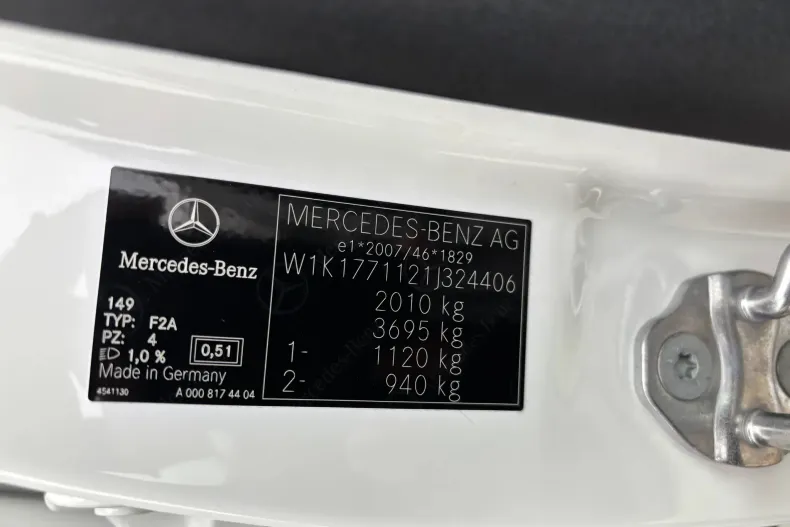 Mercedes-Benz
149
TYP: F2A
PZ: 4
1,0 %
0,51
Made in Germany
4541130 A 000 817 44 04
MERCEDES-BENZ AG
e1*2007/46*1829
W1K1771121J324406
2010 kg
3695 kg
1- 1120 kg
2- 940 kg